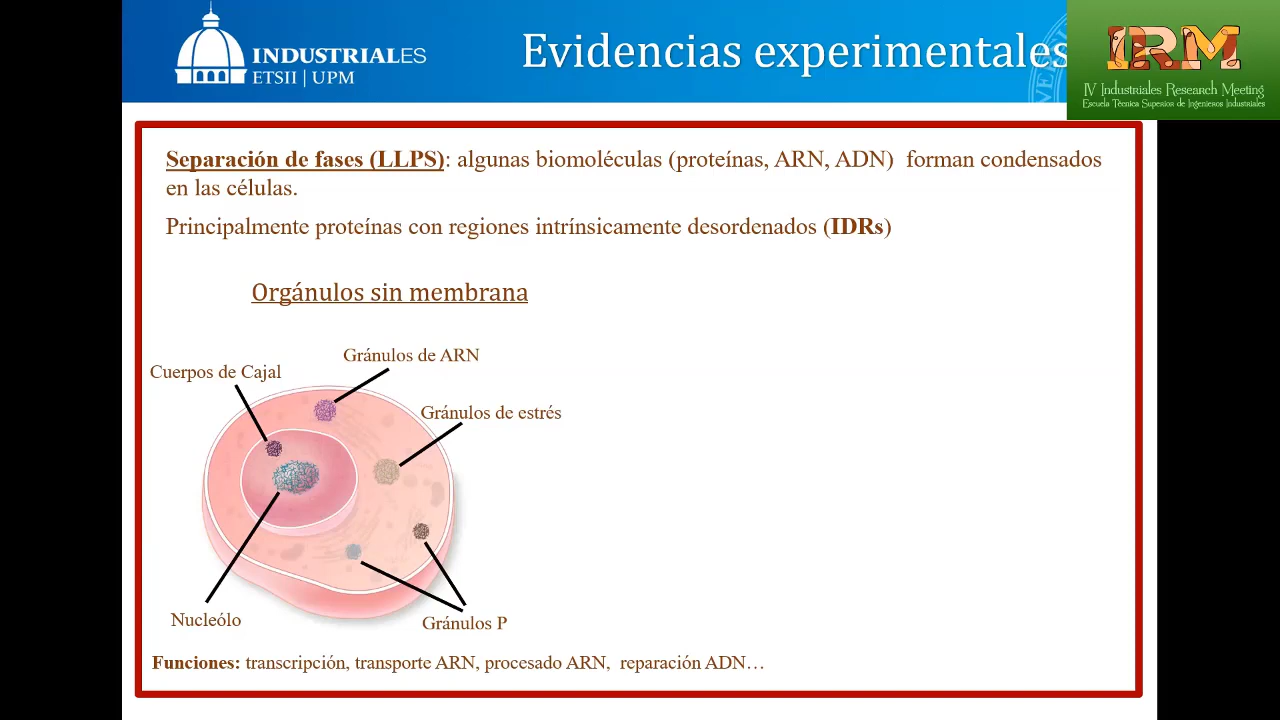 INDUSTRIALES
ETSII | UPM
Evidencias experimentales
IRM
IV Industriales Research Meeting
Escuela Técnica Superior de Ingenieros Industriales
Separación de fases (LLPS): algunas biomoléculas (proteínas, ARN, ADN) forman condensados
en las células.
Principalmente proteínas con regiones intrínsicamente desordenados (IDRs)
Orgánulos sin membrana
Gránulos de ARN
Cuerpos de Cajal
Gránulos de estrés
Nucleólo
Gránulos P
Funciones: transcripción, transporte ARN, procesado ARN, reparación ADN…